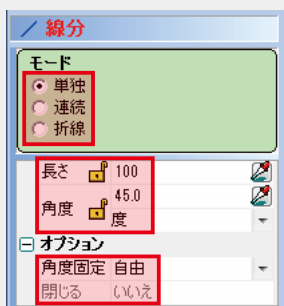 線分
モード
単独
連続
折線
長さ 100
角度 45.0
度
オプション
角度固定 自由
閉じる いいえ